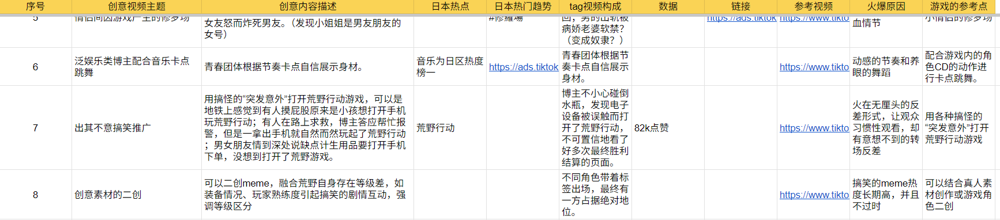 序号
创意视频主题
创意内容描述
日本热点
日本热门趋势
tag视频构成
数据
链接
参考视频
火爆原因
游戏的参考点
5
情侣间因游戏产生的修罗场
女友怒而炸死男友。（发现小姐姐是男友朋友的
女号）
#修羅場
回，男的出轨被
病娇老婆软禁？
（变成奴隶？）
https://ads.tiktok
https://www.tikto
血情节
小情侣的修罗场
6
泛娱乐类博主配合音乐卡点
跳舞
青春团体根据节奏卡点自信展示身材。
音乐为日区热度
榜一
https://ads.tiktok
青春团体根据节
奏卡点自信展示
身材。
https://www.tikto
动感的节奏和养
眼的舞蹈
配合游戏内的角
色CD的动作进
行卡点跳舞。
7
出其不意搞笑推广
用搞怪的“突发意外”打开荒野行动游戏，可以是
地铁上感觉到有人摸屁股原来是小孩想打开手机
玩荒野行动；有人在路上求救，博主答应帮忙报
警，但是一拿出手机就自然而然玩起了荒野行动
；男女朋友情到深处说缺点计生用品要打开手机
下单，没想到打开了荒野游戏。
荒野行动
博主不小心碰倒
水瓶，发现电子
设备被误触而打
开了荒野行动，
不可置信地看了
好多次最终胜利
结算的页面。
82k点赞
https://www.tikto
火在无厘头的反
差形式，让观众
习惯性观看，却
有意想不到的转
场反差
用各种搞怪的
“突发意外”打开
荒野行动游戏
8
创意素材的二创
可以二创meme，融合荒野自身存在等级差，如
装备情况、玩家熟练度引起搞笑的剧情互动，强
调等级区分
不同角色带着标
签出场，最终有
一方占据绝对地
位。
https://www.tikto
搞笑的meme热
度长期高，并且
不过时
可以结合真人素
材创作或游戏角
色二创